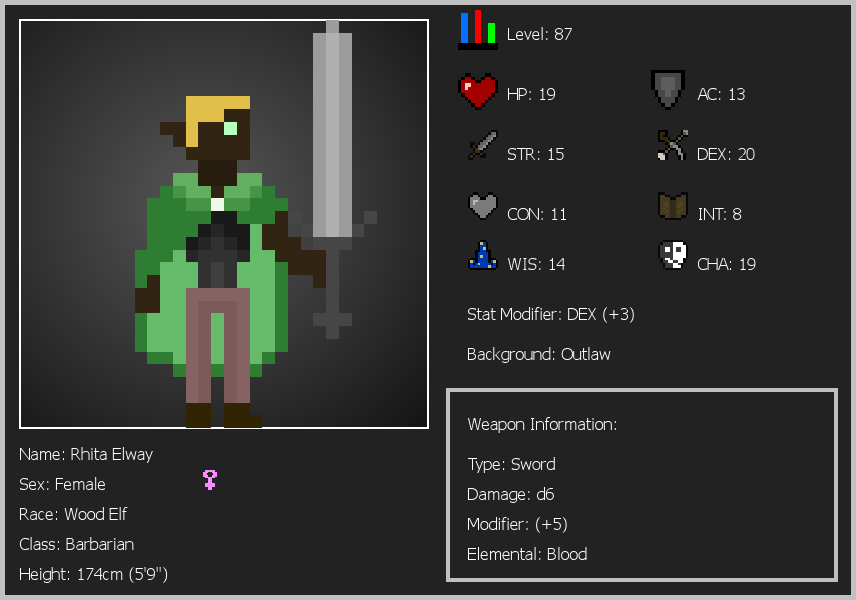 Level: 87
HP: 19
AC: 13
STR: 15
DEX: 20
CON: 11
INT: 8
WIS: 14
CHA: 19
Stat Modifier: DEX (+3)
Background: Outlaw
Weapon Information:
Type: Sword
Damage: d6
Modifier: (+5)
Elemental: Blood
Name: Rhita Elway
Sex: Female
Race: Wood Elf
Class: Barbarian
Height: 174cm (5'9")